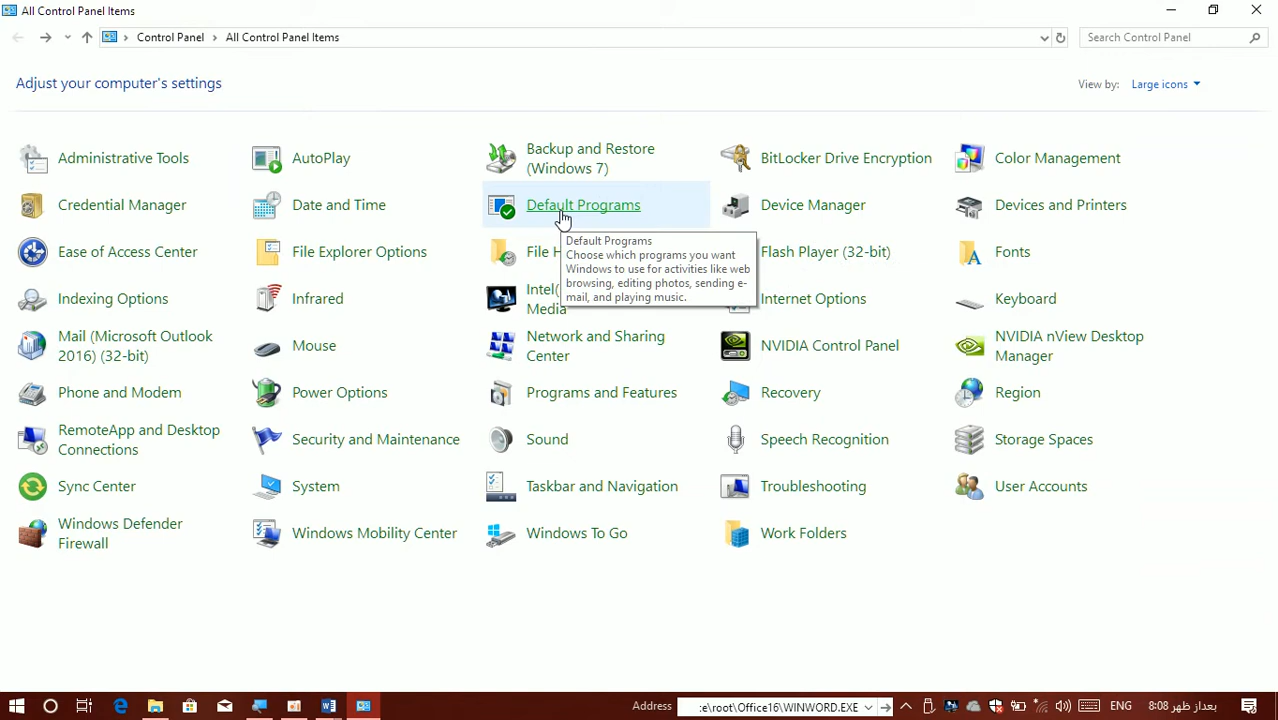 All Control Panel Items
Control Panel > All Control Panel Items
Search Control Panel
Adjust your computer's settings
View by: Large icons
Administrative Tools
AutoPlay
Backup and Restore
(Windows 7)
BitLocker Drive Encryption
Color Management
Credential Manager
Date and Time
Default Programs
Device Manager
Devices and Printers
Ease of Access Center
File Explorer Options
File H
Default Programs
Choose which programs you want
Windows to use for activities like web
browsing, editing photos, sending e-
mail, and playing music.
Flash Player (32-bit)
Fonts
Indexing Options
Infrared
Intel(
Media
Internet Options
Keyboard
Mail (Microsoft Outlook
2016) (32-bit)
Mouse
Network and Sharing
Center
NVIDIA Control Panel
NVIDIA nView Desktop
Manager
Phone and Modem
Power Options
Programs and Features
Recovery
Region
RemoteApp and Desktop
Connections
Security and Maintenance
Sound
Speech Recognition
Storage Spaces
Sync Center
System
Taskbar and Navigation
Troubleshooting
User Accounts
Windows Defender
Firewall
Windows Mobility Center
Windows To Go
Work Folders
Address
:e\root\Office16\WINWORD.EXE
ENG
8:08 بعداز ظهر